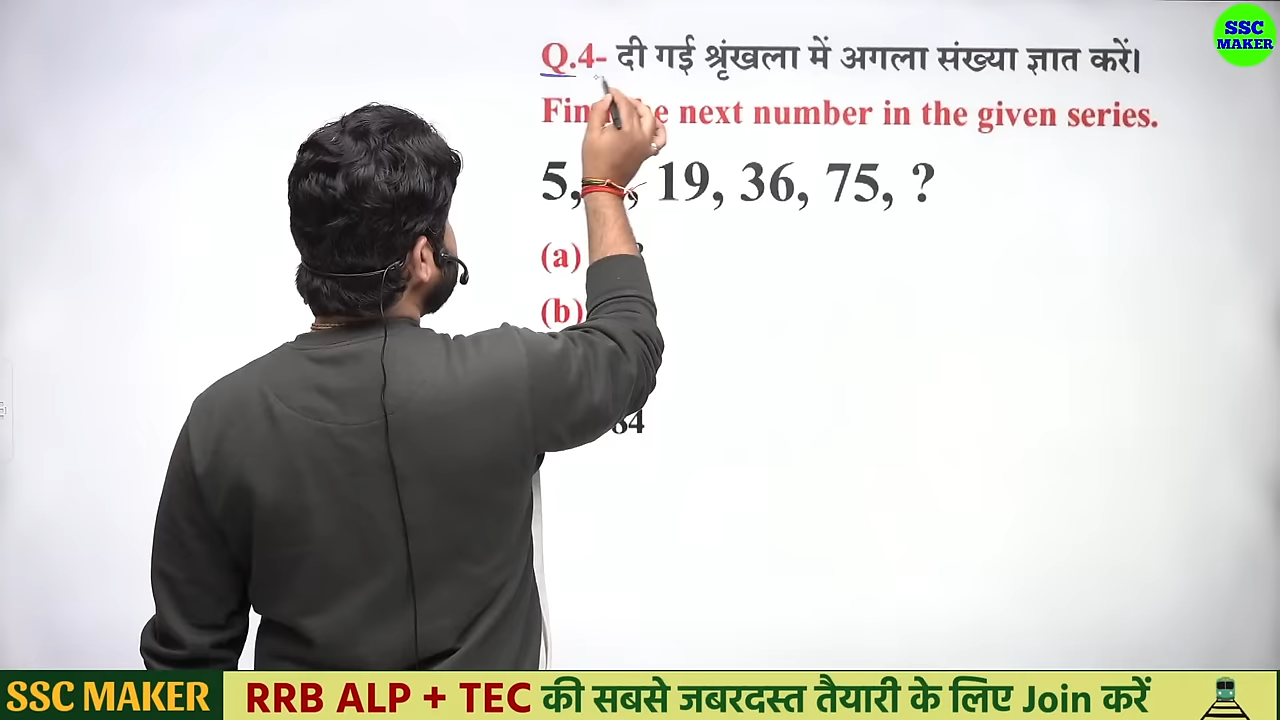 SSC
MAKER
Q.4- दी गई श्रृंखला में अगला संख्या ज्ञात करें।
next number in the given series.
5, 19, 36, 75, ?
(a)
(b)
84
SSC MAKER
RRB ALP + TEC की सबसे जबरदस्त तैयारी के लिए Join करें